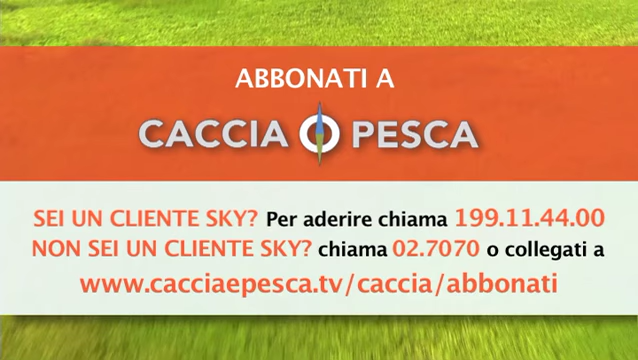 ABBONATI A
CACCIA PESCA
SEI UN CLIENTE SKY? Per aderire chiama 199.11.44.00
NON SEI UN CLIENTE SKY? chiama 02.7070 o collegati a
www.cacciaepesca.tv/caccia/abbonati